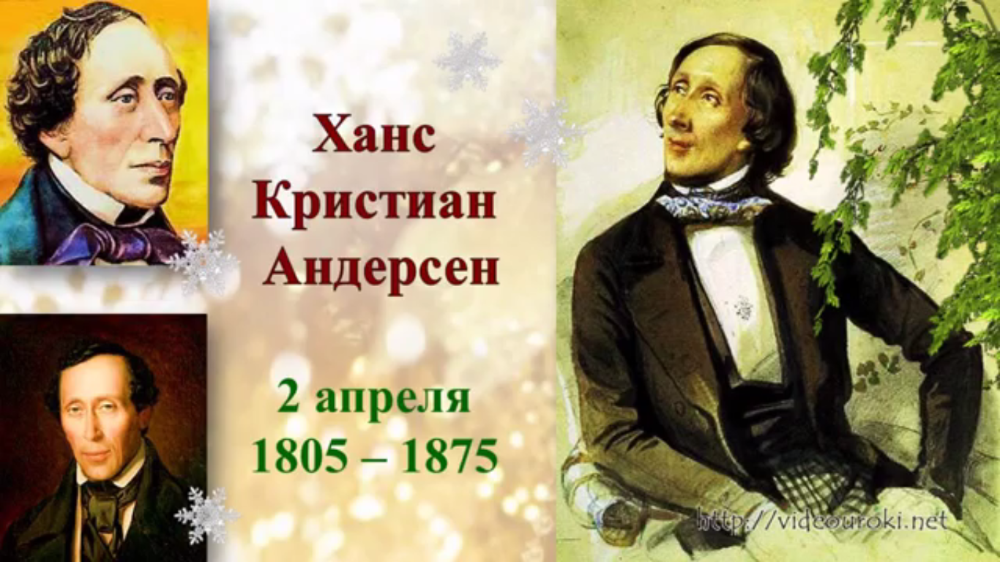 Ханс
Кристиан
Андерсен
2 апреля
1805 – 1875
http://videouroki.net